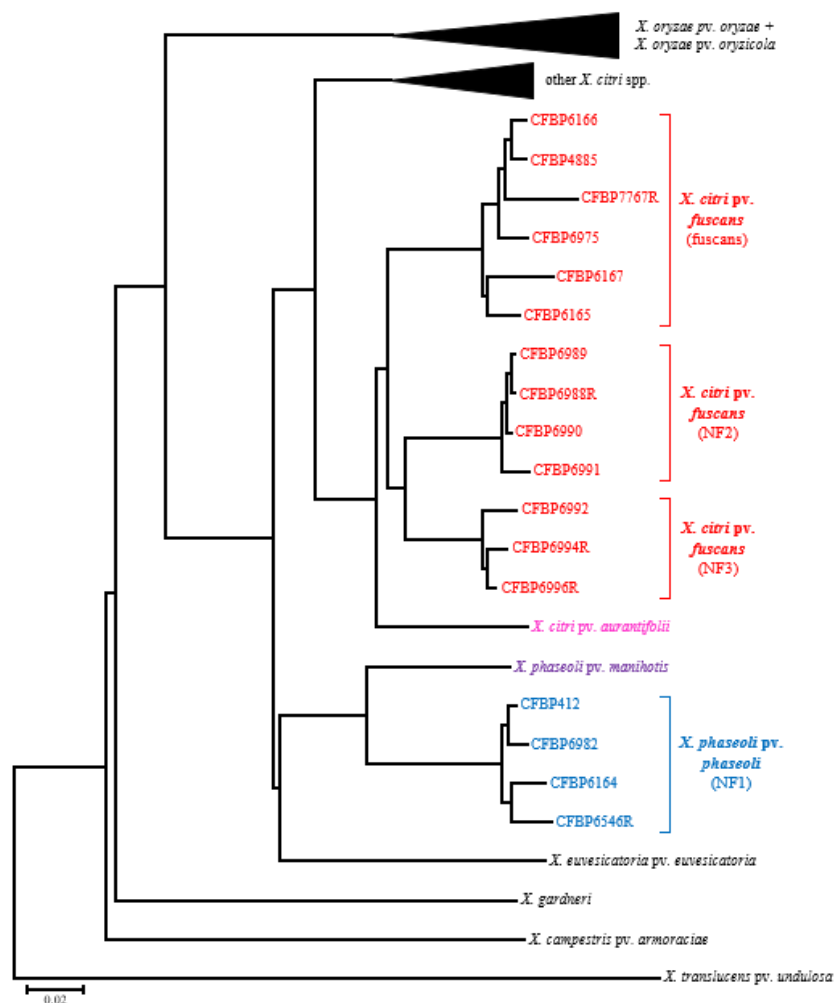 X. oryzae pv. oryzae +
X. oryzae pv. oryzicola
other X. citri spp.
CFBP6166
CFBP4885
CFBP7767R
CFBP6975
CFBP6167
CFBP6165
X. citri pv.
fuscans
(fuscans)
CFBP6989
CFBP6988R
CFBP6990
CFBP6991
X. citri pv.
fuscans
(NF2)
CFBP6992
CFBP6994R
CFBP6996R
X. citri pv.
fuscans
(NF3)
X. citri pv. aurantifolii
X. phaseoli pv. manihotis
CFBP412
CFBP6982
CFBP6164
CFBP6546R
X. phaseoli pv.
phaseoli
(NF1)
X. euvesicatoria pv. euvesicatoria
X. gardneri
X. campestris pv. armoraciae
X. translucens pv. undulosa
0.02